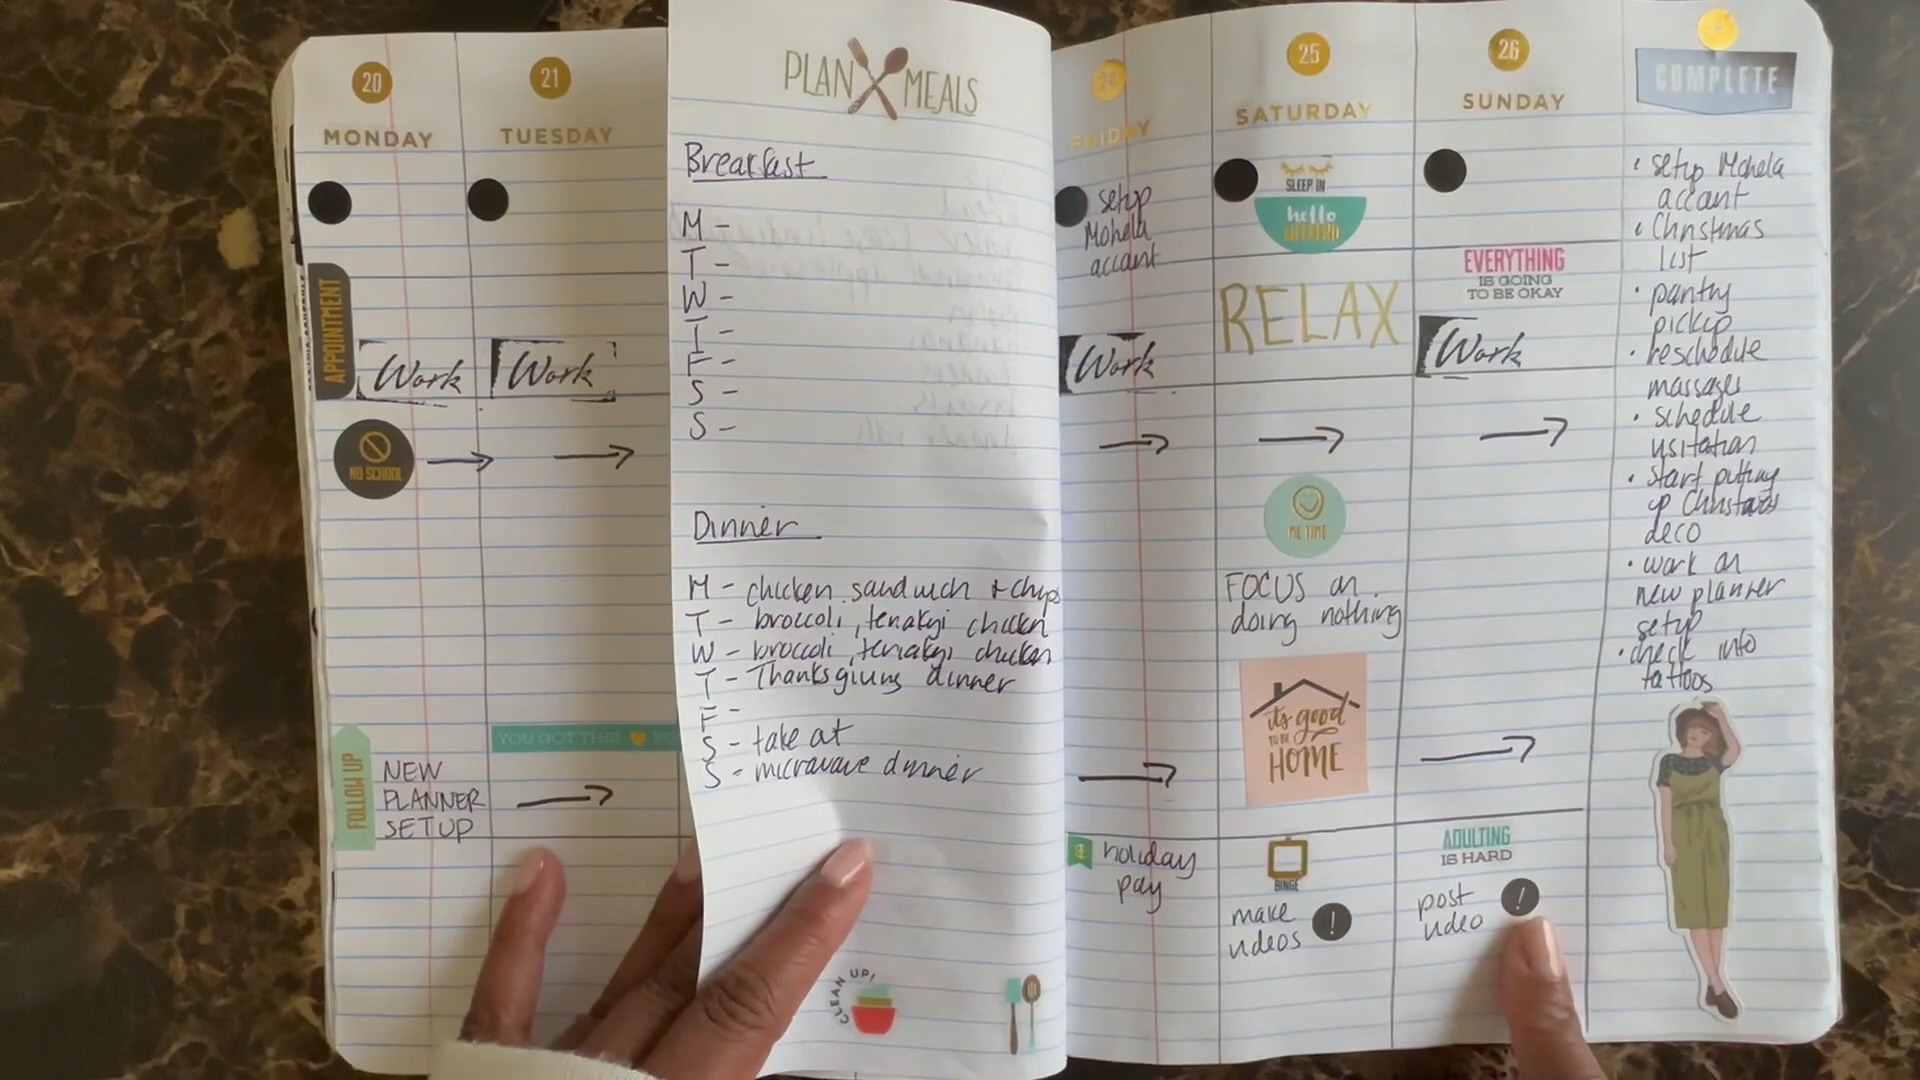 20
MONDAY
APPOINTMENT
Work
NO SCHOOL
FOLLOW UP
NEW
PLANNER
SETUP
21
TUESDAY
Work
YOU GOT THIS
PLAN MEALS
Breakfast
M -
T -
W -
T -
F -
S -
S -
Dinner
M - chicken sandwich + chips
T - broccoli, teriakyi chicken
W - broccoli, teriakyi chicken
T - Thanksgiving dinner
F -
S - take out
S - microwave dinner
CLEAN UP!
24
FRIDAY
setup
Mohela
account
Work
holiday
pay
25
SATURDAY
SLEEP IN
hello
WEEKEND
RELAX
ME TIME
FOCUS on
doing nothing
its good
TO BE
HOME
BINGE
make
videos
!
26
SUNDAY
EVERYTHING
IS GOING
TO BE OKAY
Work
ADULTING
IS HARD
post
video
!
COMPLETE
• setup Mohela
account
• Christmas
list
• pantry
pickup
• reschedule
massages
• schedule
visitation
• start putting
up Christmas
deco
• work on
new planner
setup
• check into
tattoos